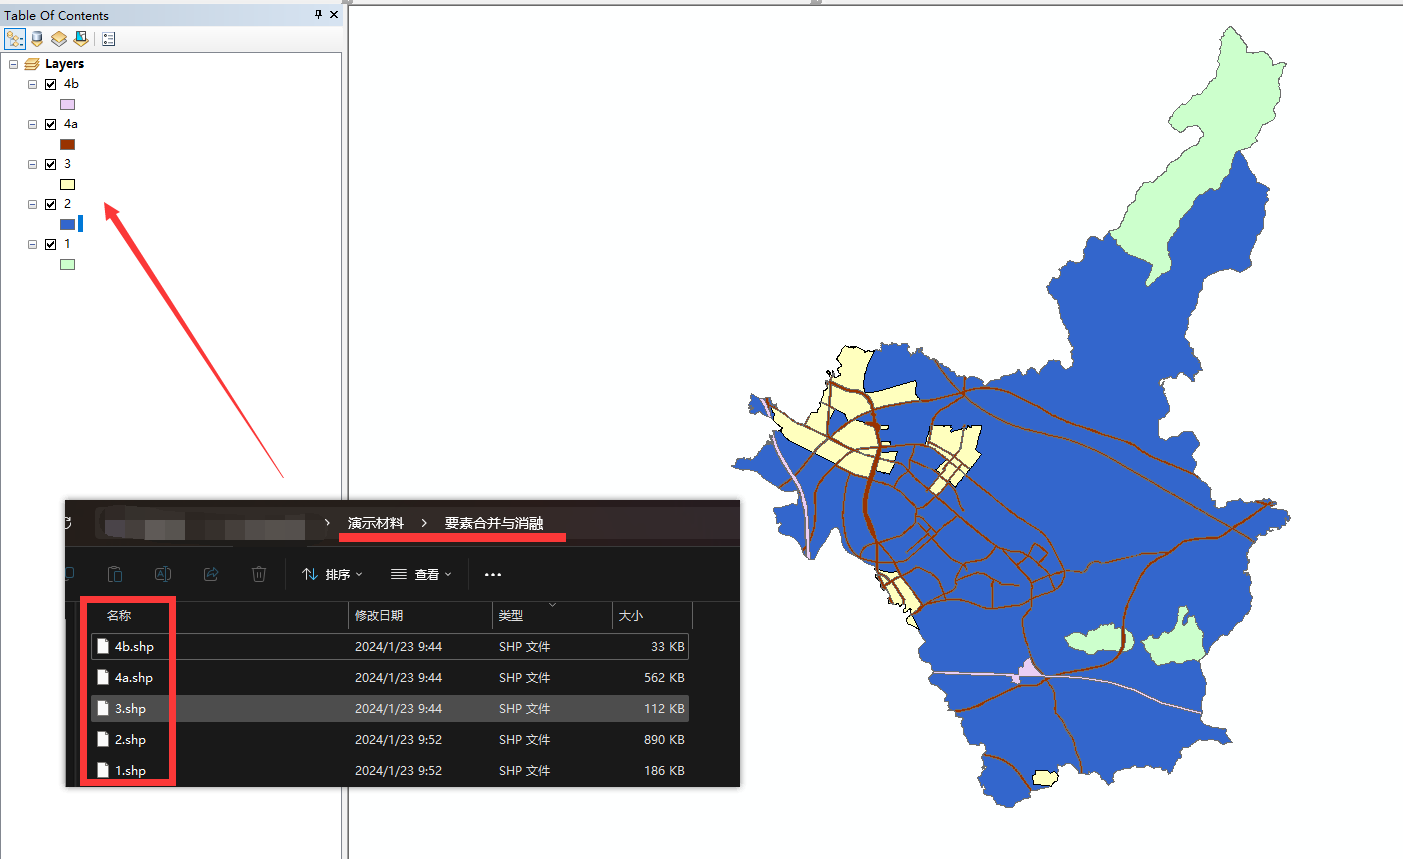 Table Of Contents
Layers
4b
4a
3
2
1
演示材料 > 要素合并与消融
排序 查看
名称 修改日期 类型 大小
4b.shp 2024/1/23 9:44 SHP 文件 33 KB
4a.shp 2024/1/23 9:44 SHP 文件 562 KB
3.shp 2024/1/23 9:44 SHP 文件 112 KB
2.shp 2024/1/23 9:52 SHP 文件 890 KB
1.shp 2024/1/23 9:52 SHP 文件 186 KB